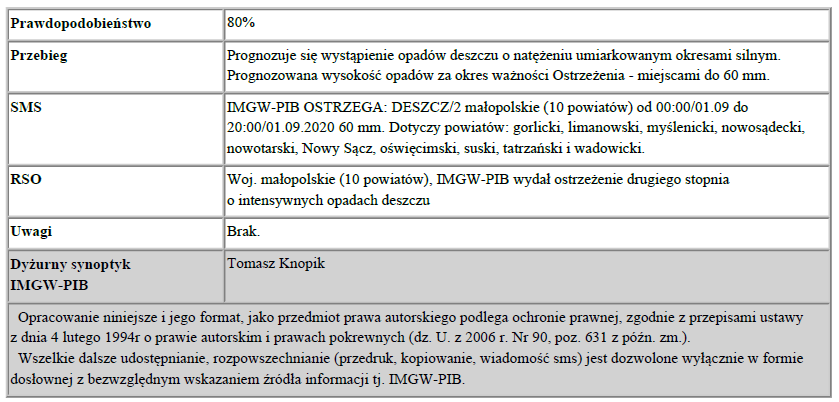 Prawdopodobieństwo 80%
Przebieg Prognozuje się wystąpienie opadów deszczu o natężeniu umiarkowanym okresami silnym.
Prognozowana wysokość opadów za okres ważności Ostrzeżenia - miejscami do 60 mm.
SMS IMGW-PIB OSTRZEGA: DESZCZ/2 małopolskie (10 powiatów) od 00:00/01.09 do
20:00/01.09.2020 60 mm. Dotyczy powiatów: gorlicki, limanowski, myślenicki, nowosądecki,
nowotarski, Nowy Sącz, oświęcimski, suski, tatrzański i wadowicki.
RSO Woj. małopolskie (10 powiatów), IMGW-PIB wydał ostrzeżenie drugiego stopnia
o intensywnych opadach deszczu
Uwagi Brak.
Dyżurny synoptyk Tomasz Knopik
IMGW-PIB
Opracowanie niniejsze i jego format, jako przedmiot prawa autorskiego podlega ochronie prawnej, zgodnie z przepisami ustawy
z dnia 4 lutego 1994r o prawie autorskim i prawach pokrewnych (dz. U. z 2006 r. Nr 90, poz. 631 z późn. zm.).
Wszelkie dalsze udostępnianie, rozpowszechnianie (przedruk, kopiowanie, wiadomość sms) jest dozwolone wyłącznie w formie
dosłownej z bezwzględnym wskazaniem źródła informacji tj. IMGW-PIB.